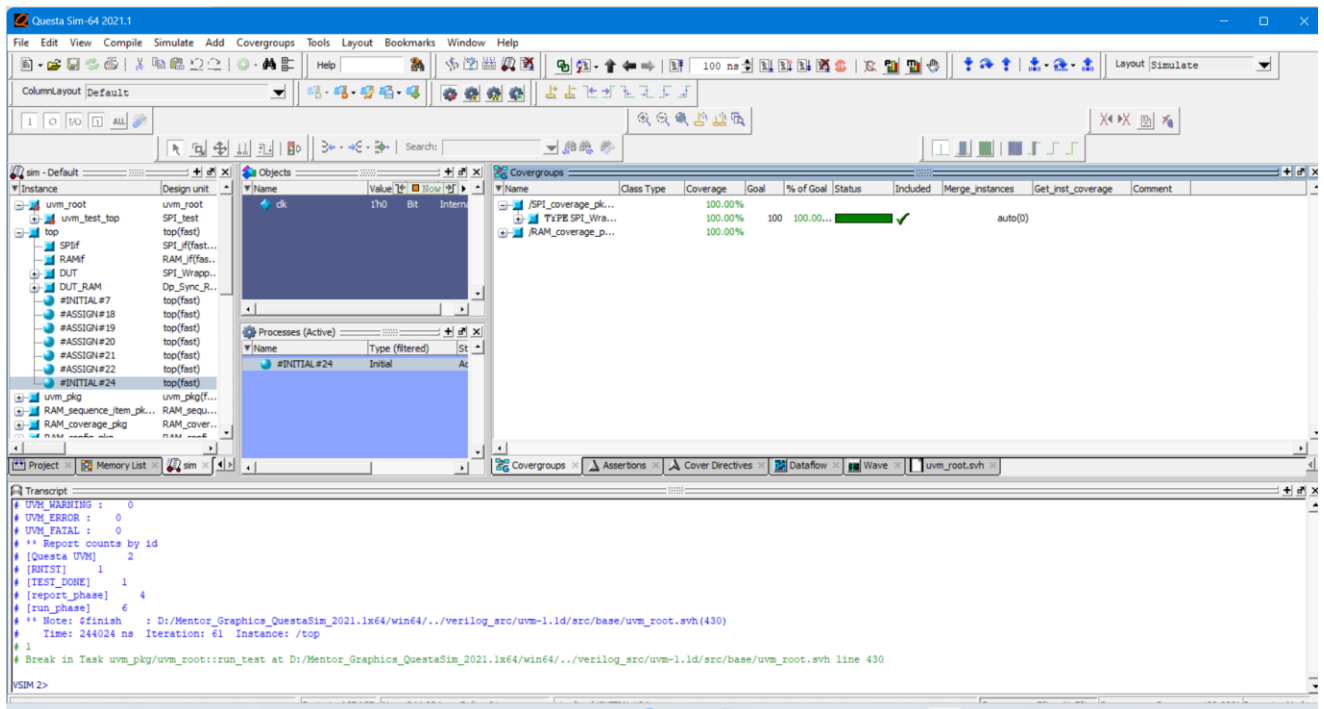 Questa Sim-64 2021.1
File Edit View Compile Simulate Add Covergroups Tools Layout Bookmarks Window Help
Help 100 ns Layout Simulate
ColumnLayout Default
I O I/O ALL
Search:
sim - Default
Instance Design unit
uvm_root uvm_root
uvm_test_top SPI_test
top top(fast)
SPIif SPI_if(fast...
RAMif RAM_if(fas...
DUT SPI_Wrapp...
DUT_RAM Dp_Sync_R...
#INITIAL#7 top(fast)
#ASSIGN#18 top(fast)
#ASSIGN#19 top(fast)
#ASSIGN#20 top(fast)
#ASSIGN#21 top(fast)
#ASSIGN#22 top(fast)
#INITIAL#24 top(fast)
uvm_pkg uvm_pkg(f...
RAM_sequence_item_pk... RAM_sequ...
RAM_coverage_pkg RAM_cover...
Project Memory List sim
Objects
Name Value Now
clk 1'h0 Bit Interna
Processes (Active)
Name Type (filtered) St
#INITIAL#24 Initial Ac
Covergroups
Name Class Type Coverage Goal % of Goal Status Included Merge_instances Get_inst_coverage Comment
/SPI_coverage_pk... 100.00%
TYPE SPI_Wra... 100.00% 100 100.00... auto(0)
/RAM_coverage_p... 100.00%
Covergroups Assertions Cover Directives Dataflow Wave uvm_root.svh
Transcript
# UVM_WARNING : 0
# UVM_ERROR : 0
# UVM_FATAL : 0
# ** Report counts by id
# [Questa UVM] 2
# [RNTST] 1
# [TEST_DONE] 1
# [report_phase] 4
# [run_phase] 6
# ** Note: $finish : D:/Mentor_Graphics_QuestaSim_2021.1x64/win64/../verilog_src/uvm-1.1d/src/base/uvm_root.svh(430)
# Time: 244024 ns Iteration: 61 Instance: /top
# 1
# Break in Task uvm_pkg/uvm_root::run_test at D:/Mentor_Graphics_QuestaSim_2021.1x64/win64/../verilog_src/uvm-1.1d/src/base/uvm_root.svh line 430
VSIM 2>